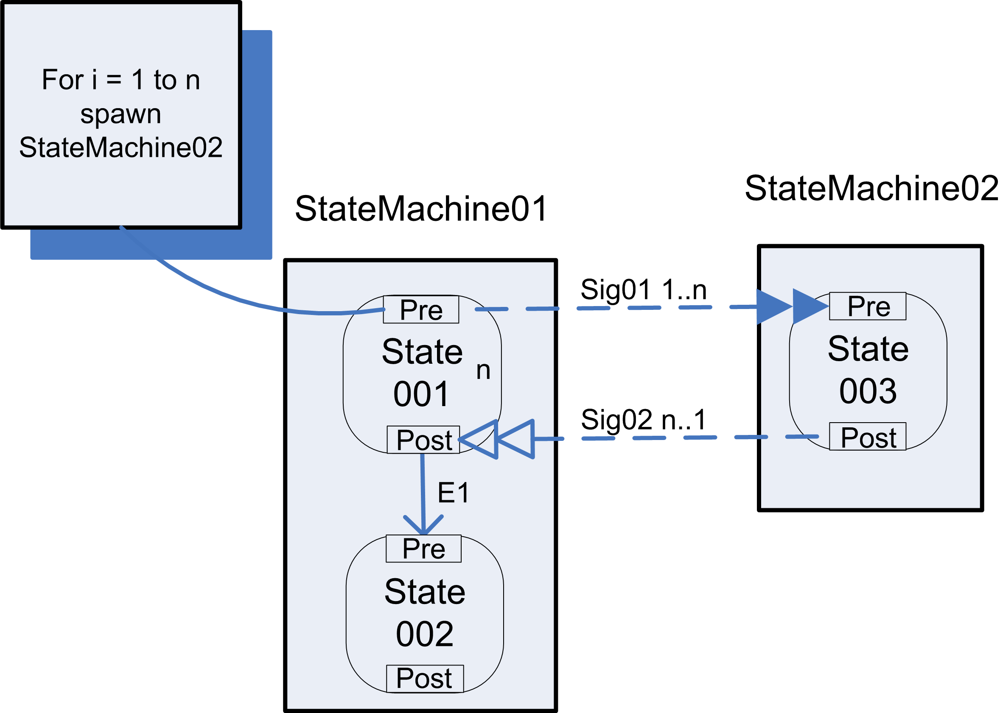 For i = 1 to n
spawn
StateMachine02
StateMachine01
StateMachine02
Pre
State
001
n
Post
Sig01 1..n
Sig02 n..1
Pre
State
003
Post
E1
Pre
State
002
Post